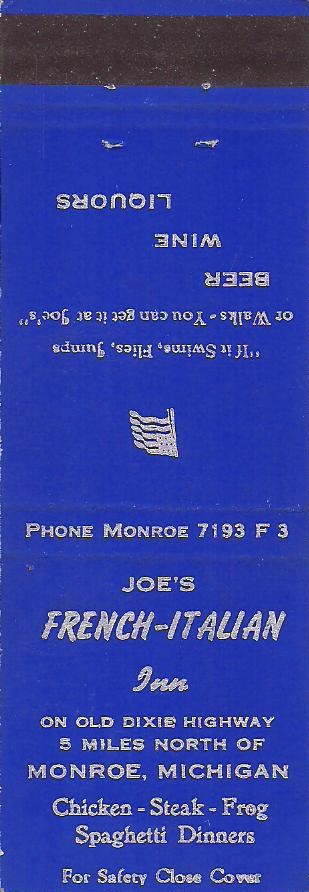 "If it Swims, Flies, Jumps
or Walks - You can get it at Joe's"
BEER
WINE
LIQUORS
PHONE MONROE 7193 F 3
JOE'S
FRENCH-ITALIAN
Inn
ON OLD DIXIE HIGHWAY
5 MILES NORTH OF
MONROE, MICHIGAN
Chicken - Steak - Frog
Spaghetti Dinners
For Safety Close Cover